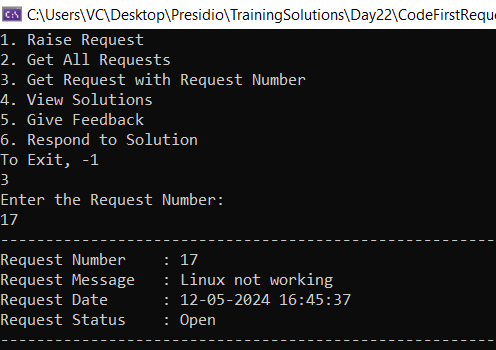 C:\Users\VC\Desktop\Presidio\TrainingSolutions\Day22\CodeFirstReque
1. Raise Request
2. Get All Requests
3. Get Request with Request Number
4. View Solutions
5. Give Feedback
6. Respond to Solution
To Exit, -1
3
Enter the Request Number:
17
-------------------------------------------------------
Request Number    : 17
Request Message   : Linux not working
Request Date      : 12-05-2024 16:45:37
Request Status    : Open
-------------------------------------------------------